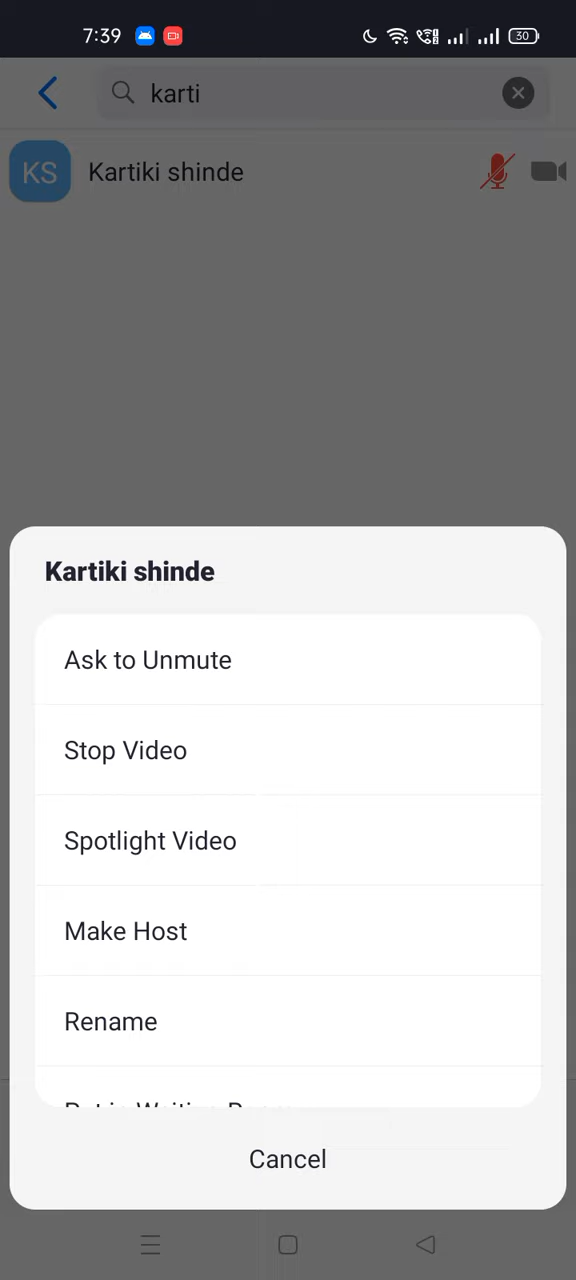 7:39
30
karti
KS
Kartiki shinde
Kartiki shinde
Ask to Unmute
Stop Video
Spotlight Video
Make Host
Rename
Cancel